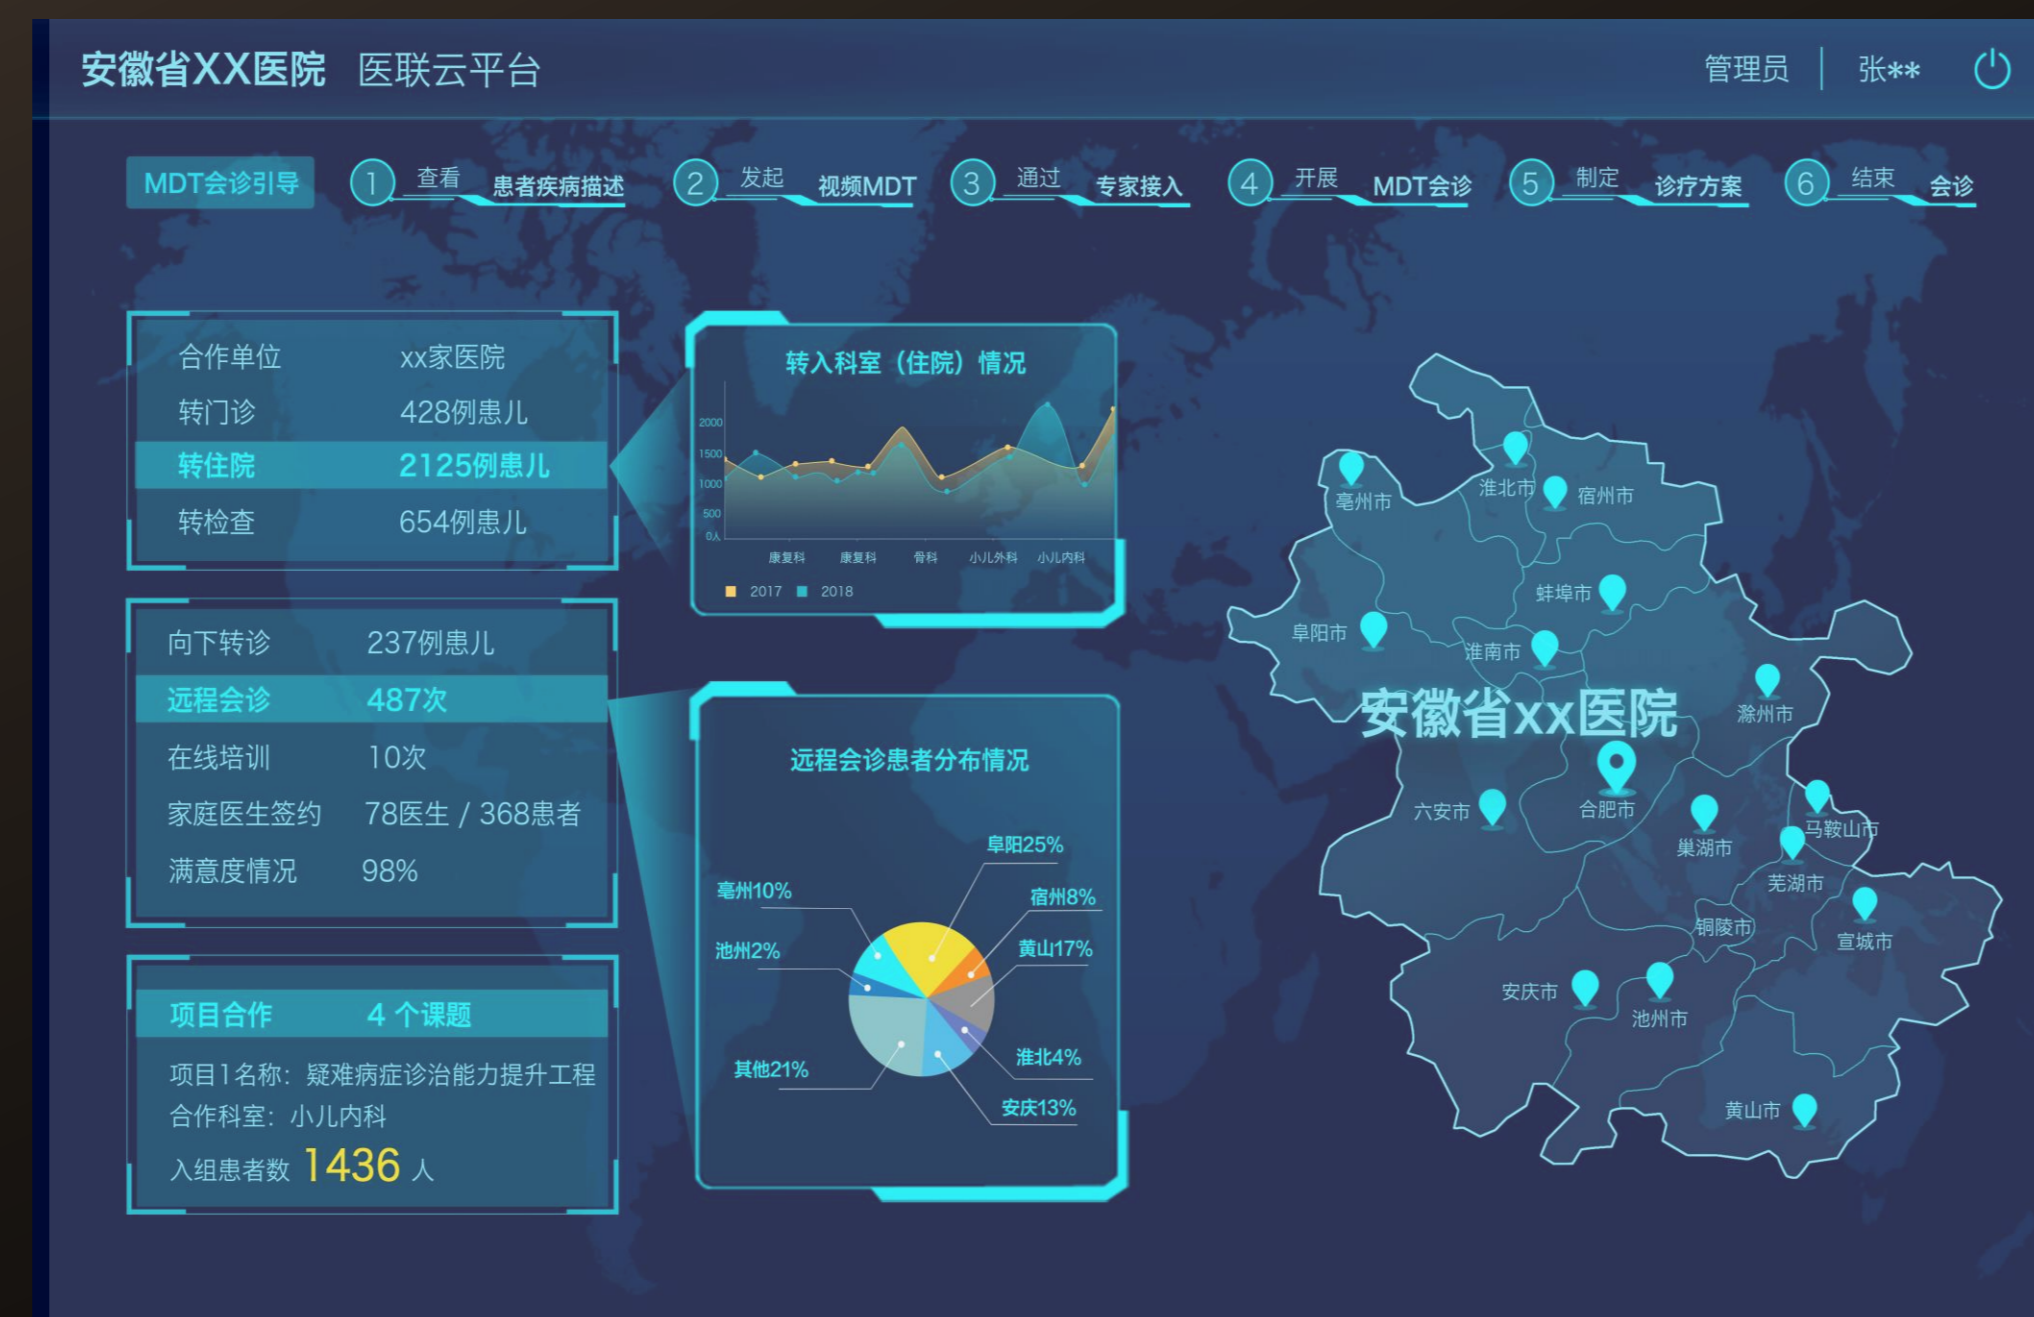 安徽省XX医院 医联云平台 管理员 张**
MDT会诊引导 1 查看 患者疾病描述 2 发起 视频MDT 3 通过 专家接入 4 开展 MDT会诊 5 制定 诊疗方案 6 结束 会诊
合作单位 xx家医院
转门诊 428例患儿
转住院 2125例患儿
转检查 654例患儿
向下转诊 237例患儿
远程会诊 487次
在线培训 10次
家庭医生签约 78医生 / 368患者
满意度情况 98%
项目合作 4 个课题
项目1名称：疑难病症诊治能力提升工程
合作科室：小儿内科
入组患者数 1436 人
转入科室（住院）情况
2000
1500
1000
500
0人
康复科 康复科 骨科 小儿外科 小儿内科
2017 2018
远程会诊患者分布情况
阜阳25%
亳州10%
宿州8%
池州2%
黄山17%
其他21%
淮北4%
安庆13%
亳州市
淮北市
宿州市
蚌埠市
阜阳市
淮南市
安徽省xx医院
滁州市
六安市
合肥市
马鞍山市
巢湖市
芜湖市
铜陵市
宣城市
安庆市
池州市
黄山市